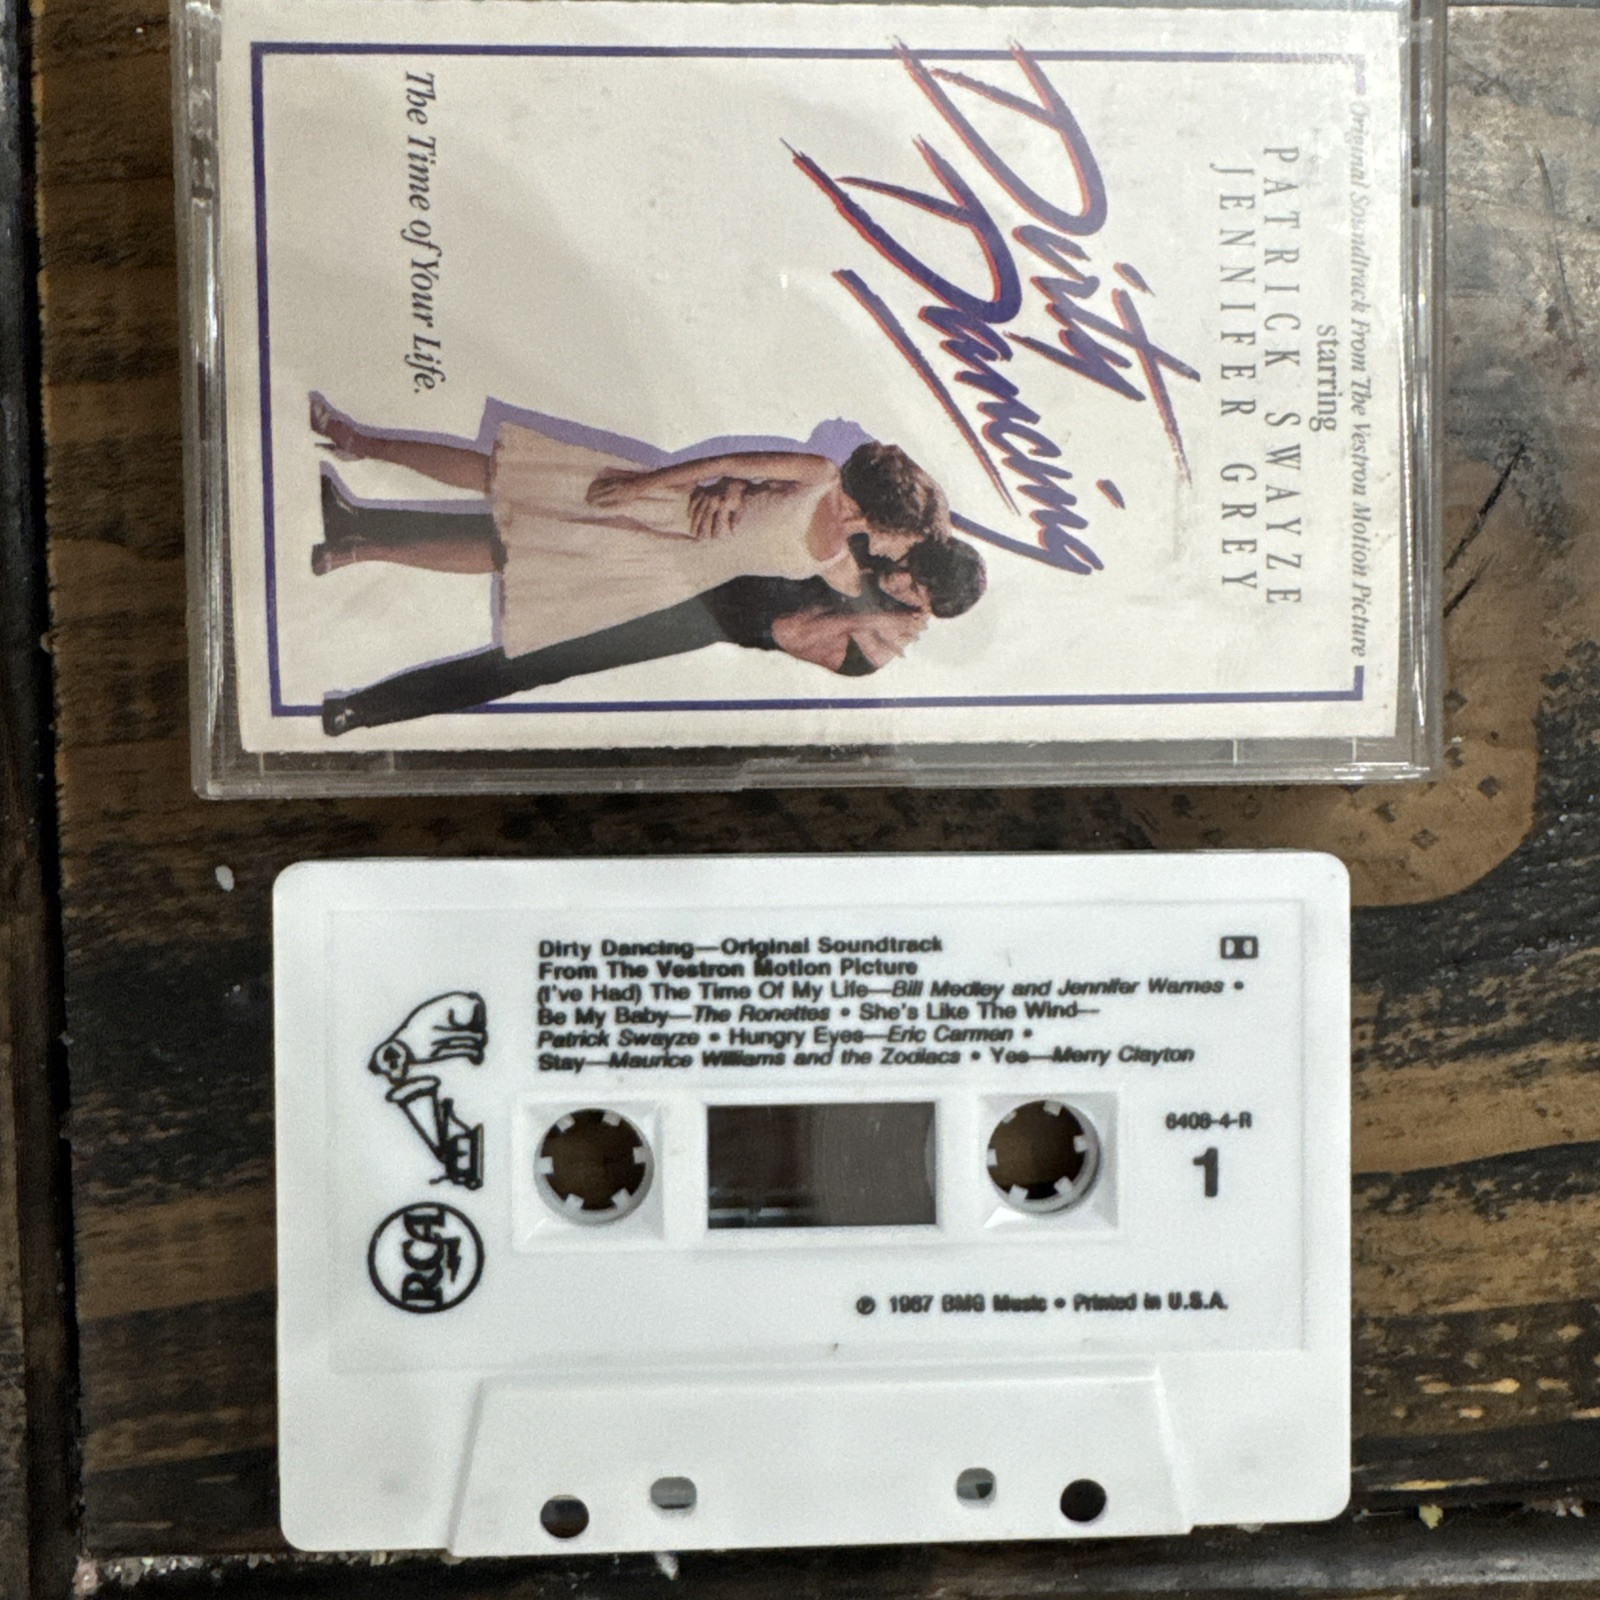 Original Soundtrack From The Vestron Motion Picture
starring
PATRICK SWAYZE
JENNIFER GREY
Dirty
Dancing
The Time of Your Life.
Dirty Dancing—Original Soundtrack
From The Vestron Motion Picture
(I've Had) The Time Of My Life—Bill Medley and Jennifer Warnes •
Be My Baby—The Ronettes • She's Like The Wind—
Patrick Swayze • Hungry Eyes—Eric Carmen •
Stay—Maurice Williams and the Zodiacs • Yes—Merry Clayton
6408-4-R
1
RCA
℗ 1987 BMG Music • Printed in U.S.A.